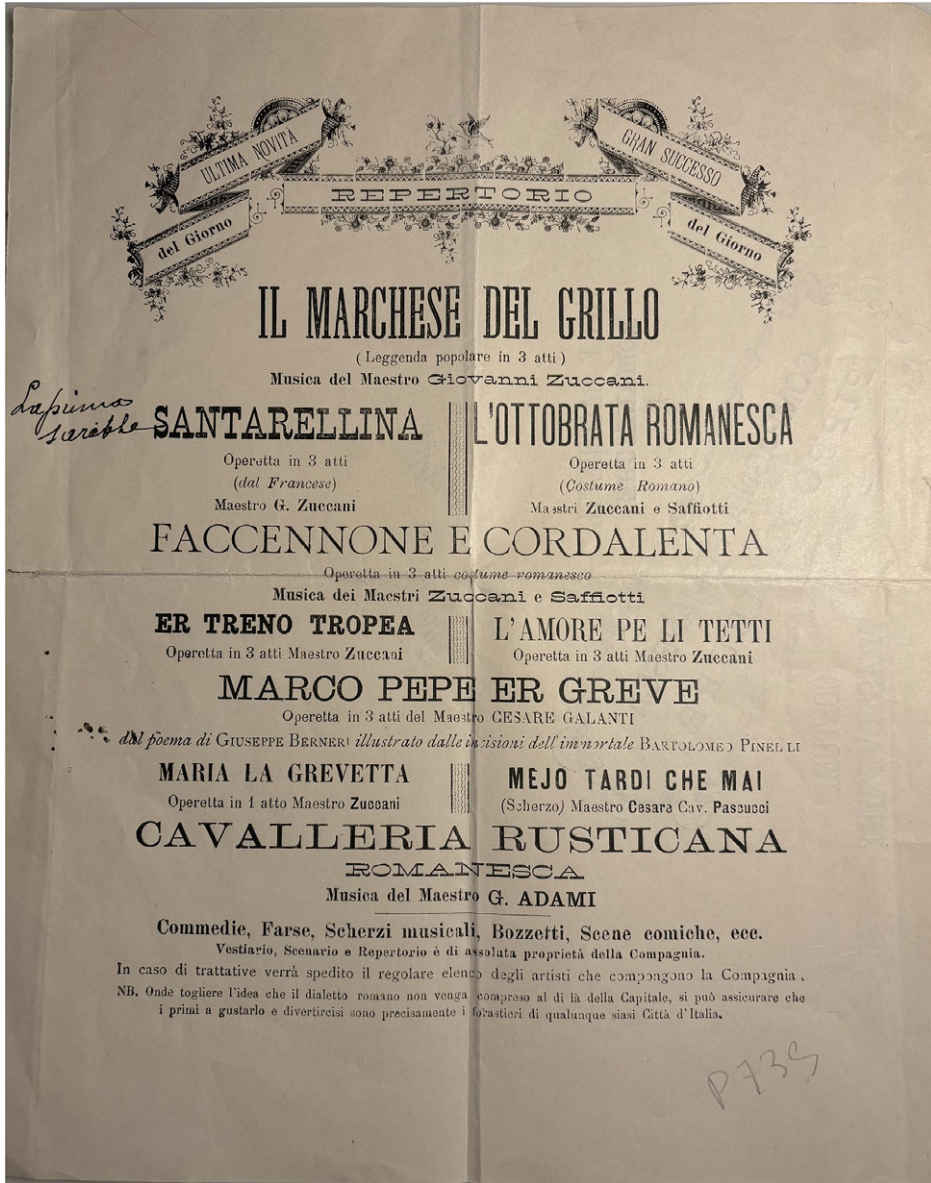 ULTIMA NOVITÀ
del Giorno
REPERTORIO
GRAN SUCCESSO
del Giorno
IL MARCHESE DEL GRILLO
(Leggenda popolare in 3 atti)
Musica del Maestro Giovanni Zuccani.
La prima
sarebbe
SANTARELLINA
Operetta in 3 atti
(dal Francese)
Maestro G. Zuccani
L'OTTOBRATA ROMANESCA
Operetta in 3 atti
(Costume Romano)
Maestri Zuccani e Saffiotti
FACCENNONE E CORDALENTA
Operetta in 3 atti costume romanesco
Musica dei Maestri Zuccani e Saffiotti
ER TRENO TROPEA
Operetta in 3 atti Maestro Zuccani
L'AMORE PE LI TETTI
Operetta in 3 atti Maestro Zuccani
MARCO PEPE ER GREVE
Operetta in 3 atti del Maestro CESARE GALANTI
dal poema di GIUSEPPE BERNERI illustrato dalle incisioni dell'immortale BARTOLOMEO PINELLI
MARIA LA GREVETTA
Operetta in 1 atto Maestro Zuccani
MEJO TARDI CHE MAI
(Scherzo) Maestro Cesare Cav. Pascucci
CAVALLERIA RUSTICANA
ROMANESCA
Musica del Maestro G. ADAMI
Commedie, Farse, Scherzi musicali, Bozzetti, Scene comiche, ecc.
Vestiario, Scenario e Repertorio è di assolata proprietà della Compagnia.
In caso di trattative verrà spedito il regolare elenco degli artisti che compongono la Compagnia.
NB. Onde togliere l'idea che il dialetto romano non venga compreso al di là della Capitale, si può assicurare che
i primi a gustarlo e divertircisi sono precisamente i forastieri di qualunque siasi Città d'Italia.